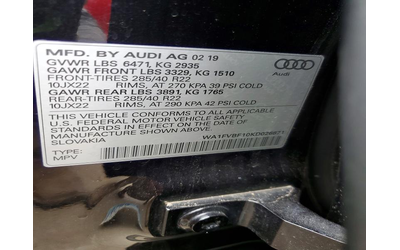 MFD. BY AUDI AG 02 19
GVWR LBS 6471, KG 2935
GAWR FRONT LBS 3329, KG 1510
FRONT-TIRES 285/40 R22
10JX22 RIMS, AT 270 KPA 39 PSI COLD
GAWR REAR LBS 3891, KG 1765
REAR-TIRES 285/40 R22
10JX22 RIMS, AT 290 KPA 42 PSI COLD
THIS VEHICLE CONFORMS TO ALL APPLICABLE
U.S. FEDERAL MOTOR VEHICLE SAFETY
STANDARDS IN EFFECT ON THE DATE OF
MANUFACTURE SHOWN ABOVE.
SLOVAKIA
TYPE:
MPV
Audi